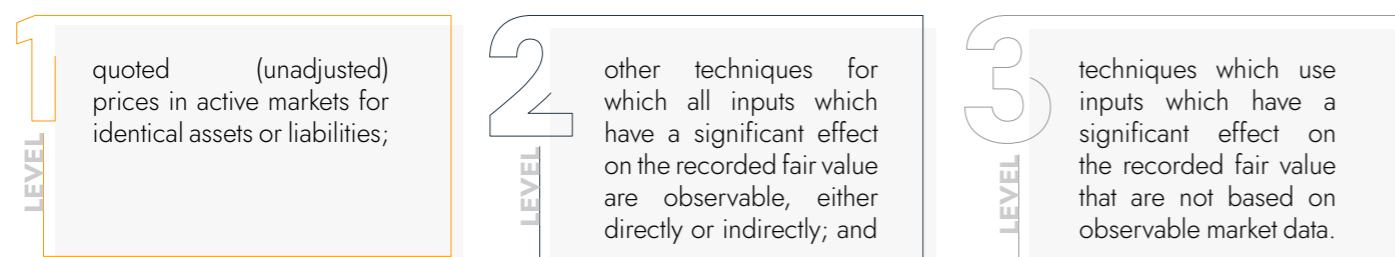 1
LEVEL
quoted (unadjusted)
prices in active markets for
identical assets or liabilities;
2
LEVEL
other techniques for
which all inputs which
have a significant effect
on the recorded fair value
are observable, either
directly or indirectly; and
3
LEVEL
techniques which use
inputs which have a
significant effect on
the recorded fair value
that are not based on
observable market data.